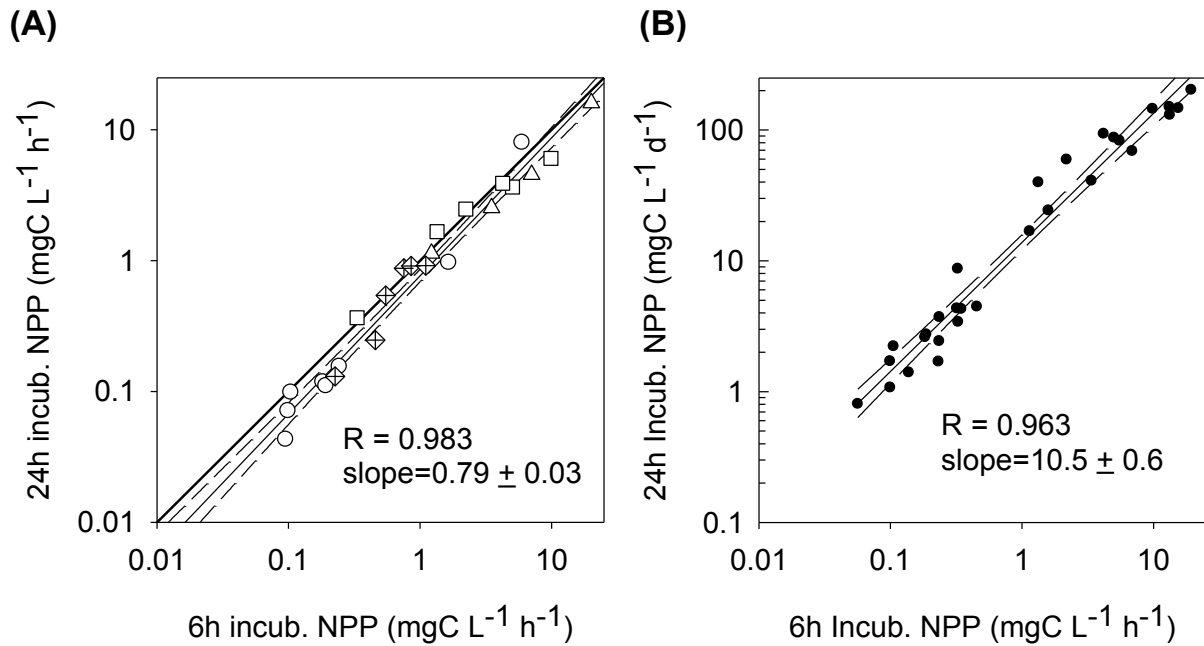 (A)
24h incub. NPP (mgC L⁻¹ h⁻¹)
10
1
0.1
0.01
R = 0.983
slope=0.79 ± 0.03
0.01 0.1 1 10
6h incub. NPP (mgC L⁻¹ h⁻¹)
(B)
24h Incub. NPP (mgC L⁻¹ d⁻¹)
100
10
1
0.1
R = 0.963
slope=10.5 ± 0.6
0.01 0.1 1 10
6h Incub. NPP (mgC L⁻¹ h⁻¹)